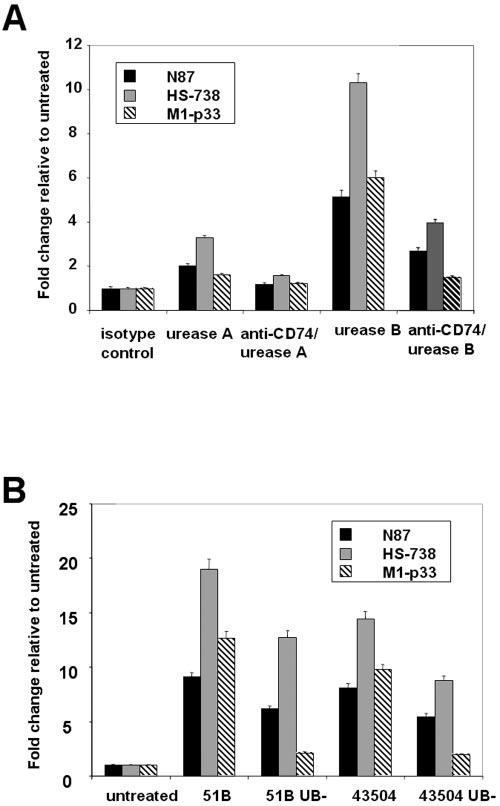 A
Fold change relative to untreated
12
10
8
6
4
2
0
N87
HS-738
M1-p33
isotype control
urease A
anti-CD74/ urease A
urease B
anti-CD74/ urease B
B
Fold change relative to untreated
25
20
15
10
5
0
N87
HS-738
M1-p33
untreated
51B
51B UB-
43504
43504 UB-